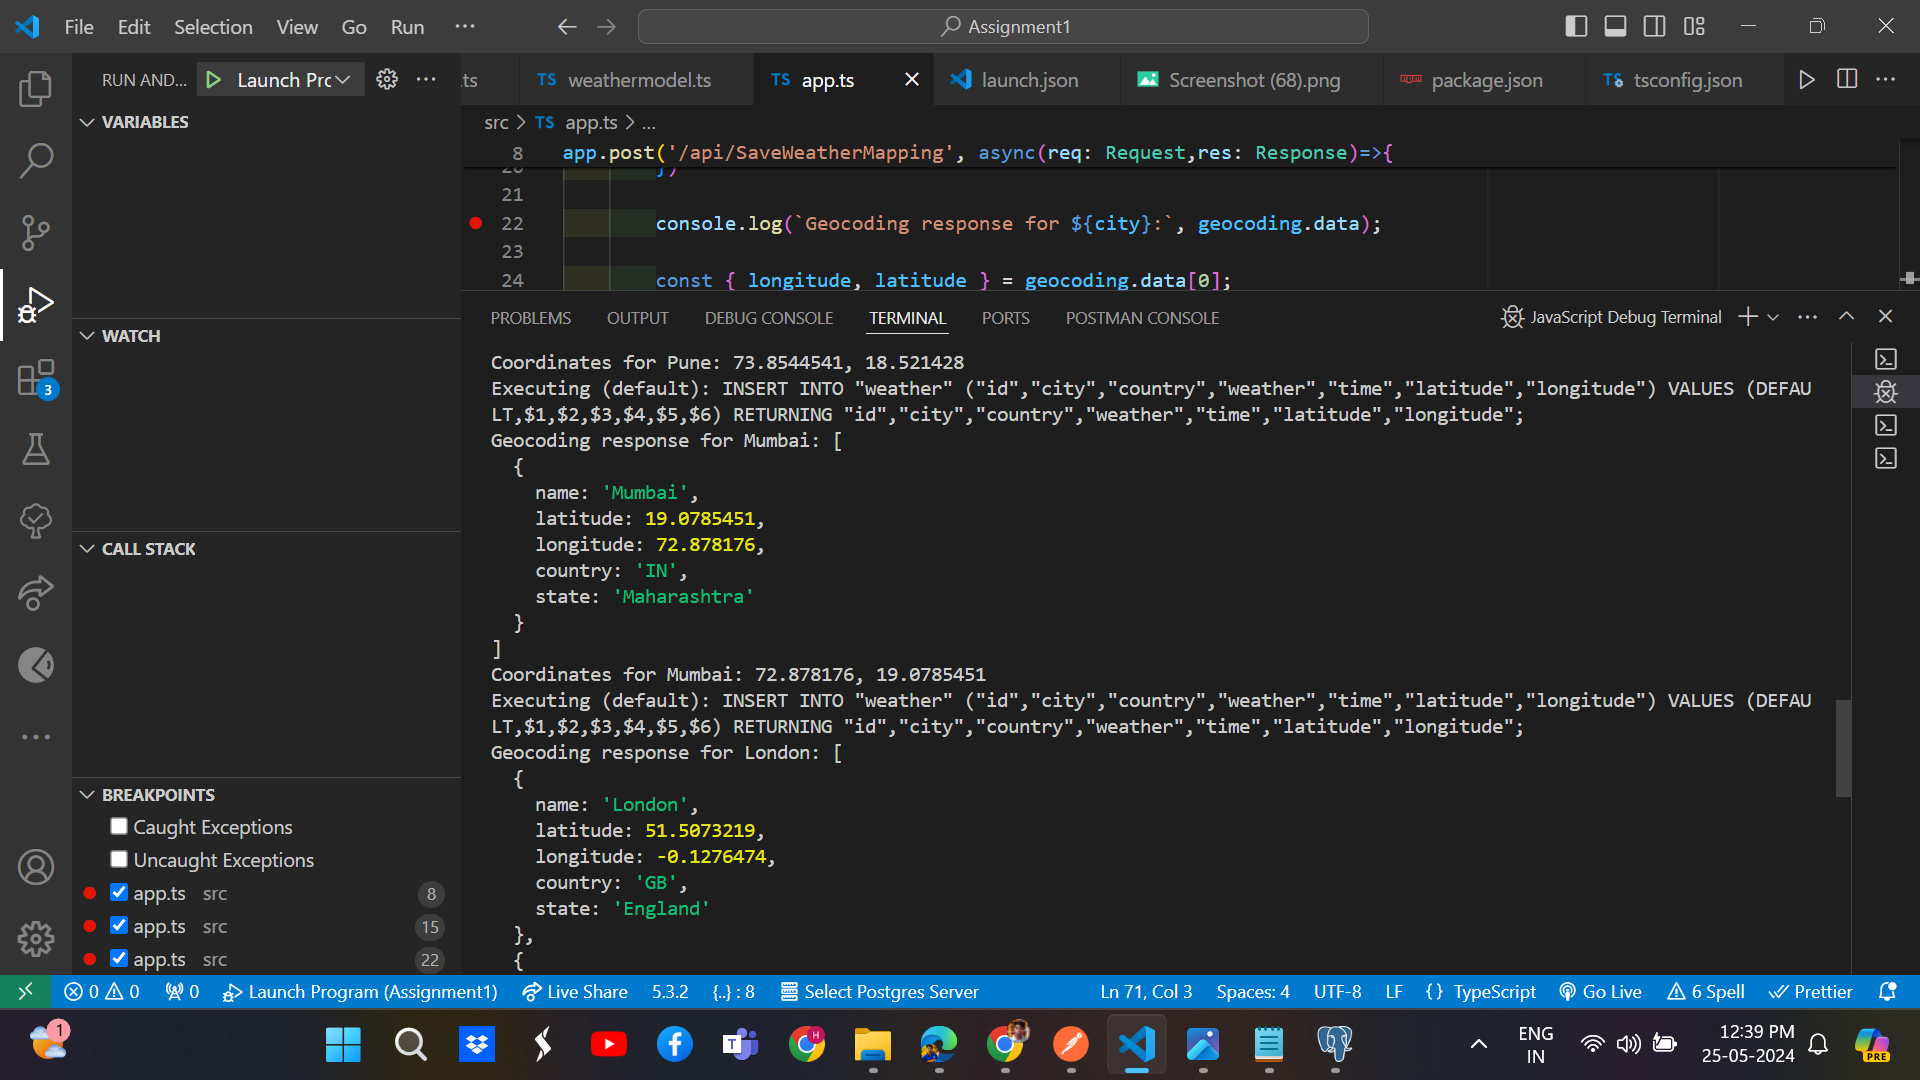 File Edit Selection View Go Run ··· Assignment1
RUN AND... Launch Prc ··· .ts TS weathermodel.ts TS app.ts launch.json Screenshot (68).png package.json TS tsconfig.json ···
VARIABLES
WATCH
CALL STACK
BREAKPOINTS
Caught Exceptions
Uncaught Exceptions
app.ts src 8
app.ts src 15
app.ts src 22
3
src > TS app.ts > ...
8 app.post('/api/SaveWeatherMapping', async(req: Request,res: Response)=>{
20 })
21
22 console.log(`Geocoding response for ${city}:`, geocoding.data);
23
24 const { longitude, latitude } = geocoding.data[0];
PROBLEMS OUTPUT DEBUG CONSOLE TERMINAL PORTS POSTMAN CONSOLE JavaScript Debug Terminal ···
Coordinates for Pune: 73.8544541, 18.521428
Executing (default): INSERT INTO "weather" ("id","city","country","weather","time","latitude","longitude") VALUES (DEFAU
LT,$1,$2,$3,$4,$5,$6) RETURNING "id","city","country","weather","time","latitude","longitude";
Geocoding response for Mumbai: [
{
name: 'Mumbai',
latitude: 19.0785451,
longitude: 72.878176,
country: 'IN',
state: 'Maharashtra'
}
]
Coordinates for Mumbai: 72.878176, 19.0785451
Executing (default): INSERT INTO "weather" ("id","city","country","weather","time","latitude","longitude") VALUES (DEFAU
LT,$1,$2,$3,$4,$5,$6) RETURNING "id","city","country","weather","time","latitude","longitude";
Geocoding response for London: [
{
name: 'London',
latitude: 51.5073219,
longitude: -0.1276474,
country: 'GB',
state: 'England'
},
{
0 0 0 Launch Program (Assignment1) Live Share 5.3.2 {..} : 8 Select Postgres Server Ln 71, Col 3 Spaces: 4 UTF-8 LF {} TypeScript Go Live 6 Spell Prettier
1 T H ENG 12:39 PM
IN 25-05-2024 PRE